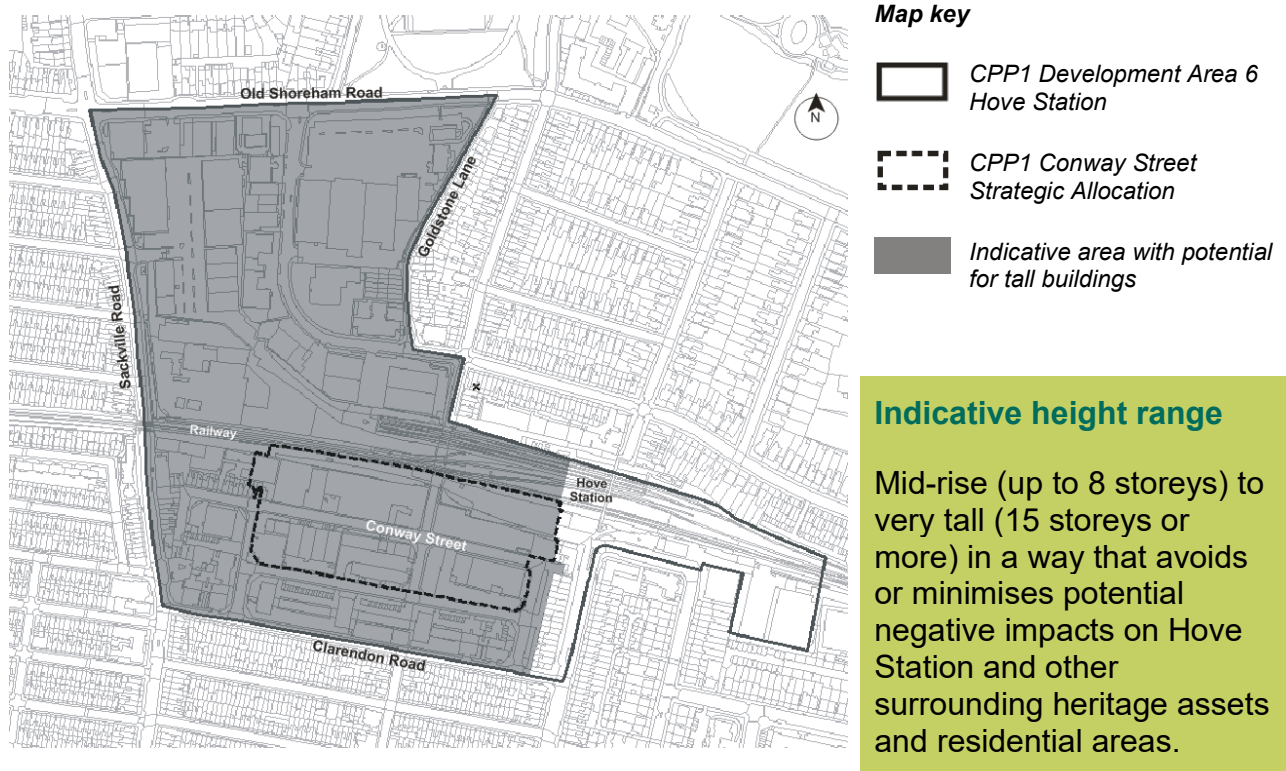 Old Shoreham Road
Goldstone Lane
Sackville Road
Railway
Hove
Station
Conway Street
Clarendon Road
N
Map key
CPP1 Development Area 6
Hove Station
CPP1 Conway Street
Strategic Allocation
Indicative area with potential
for tall buildings
Indicative height range
Mid-rise (up to 8 storeys) to
very tall (15 storeys or
more) in a way that avoids
or minimises potential
negative impacts on Hove
Station and other
surrounding heritage assets
and residential areas.